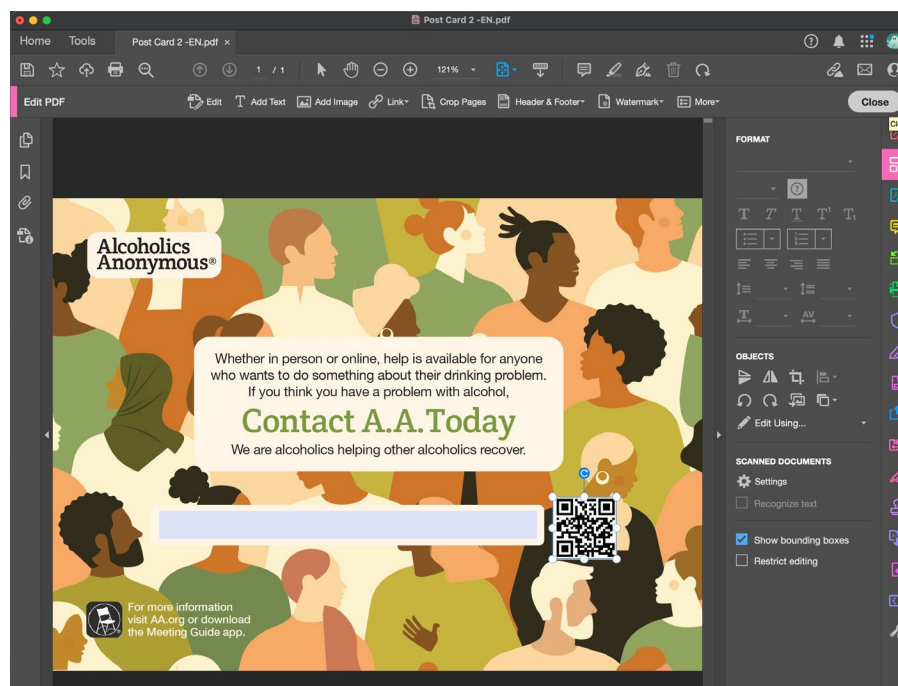 Post Card 2 -EN.pdf
Home Tools Post Card 2 -EN.pdf ×
1 / 1 121%
Edit PDF Edit Add Text Add Image Link Crop Pages Header & Footer Watermark More Close
FORMAT
Alcoholics
Anonymous®
Whether in person or online, help is available for anyone
who wants to do something about their drinking problem.
If you think you have a problem with alcohol,
Contact A.A.Today
We are alcoholics helping other alcoholics recover.
For more information
visit AA.org or download
the Meeting Guide app.
OBJECTS
Edit Using...
SCANNED DOCUMENTS
Settings
Recognize text
Show bounding boxes
Restrict editing